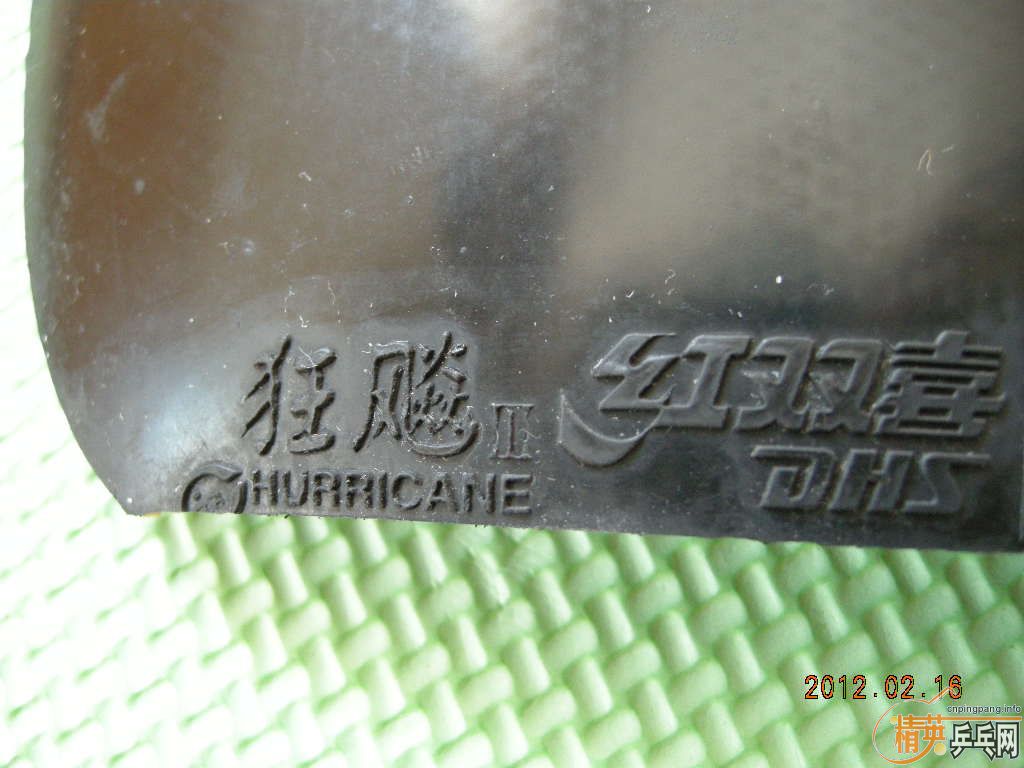 狂飚 II
HURRICANE
红双喜
DHS
2012.02.16
cnpingpang.info
精英乒乓网